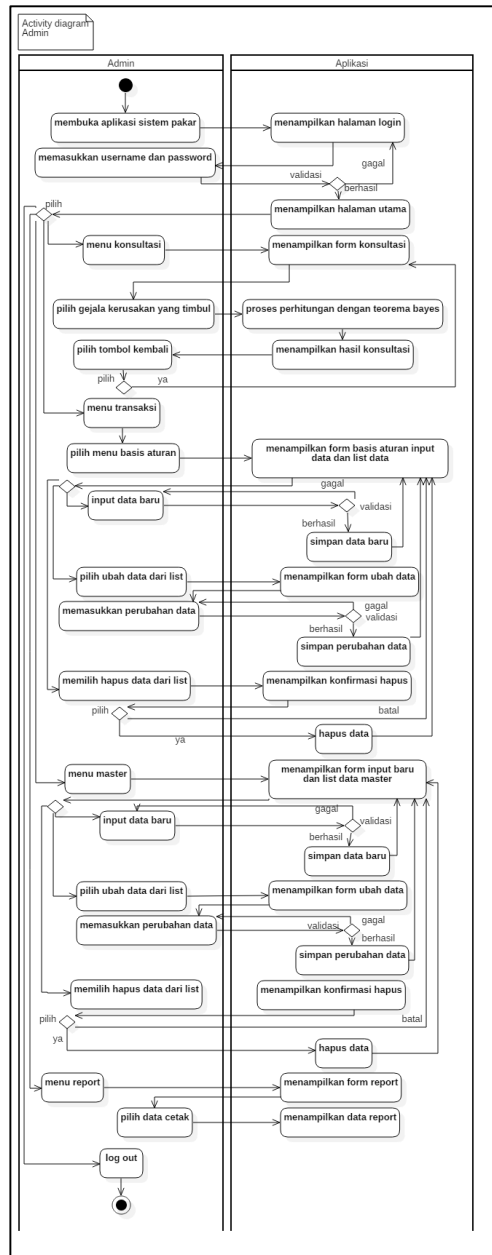 Activity diagram
Admin
Admin
Aplikasi
membuka aplikasi sistem pakar
menampilkan halaman login
memasukkan username dan password
validasi
gagal
berhasil
pilih
menampilkan halaman utama
menu konsultasi
menampilkan form konsultasi
pilih gejala kerusakan yang timbul
proses perhitungan dengan teorema bayes
pilih tombol kembali
menampilkan hasil konsultasi
pilih
ya
menu transaksi
pilih menu basis aturan
menampilkan form basis aturan input
data dan list data
gagal
input data baru
validasi
berhasil
simpan data baru
pilih ubah data dari list
menampilkan form ubah data
memasukkan perubahan data
gagal
validasi
berhasil
simpan perubahan data
memilih hapus data dari list
menampilkan konfirmasi hapus
pilih
batal
ya
hapus data
menu master
menampilkan form input baru
dan list data master
gagal
input data baru
validasi
berhasil
simpan data baru
pilih ubah data dari list
menampilkan form ubah data
memasukkan perubahan data
validasi
gagal
berhasil
simpan perubahan data
memilih hapus data dari list
menampilkan konfirmasi hapus
pilih
batal
ya
hapus data
menu report
menampilkan form report
pilih data cetak
menampilkan data report
log out